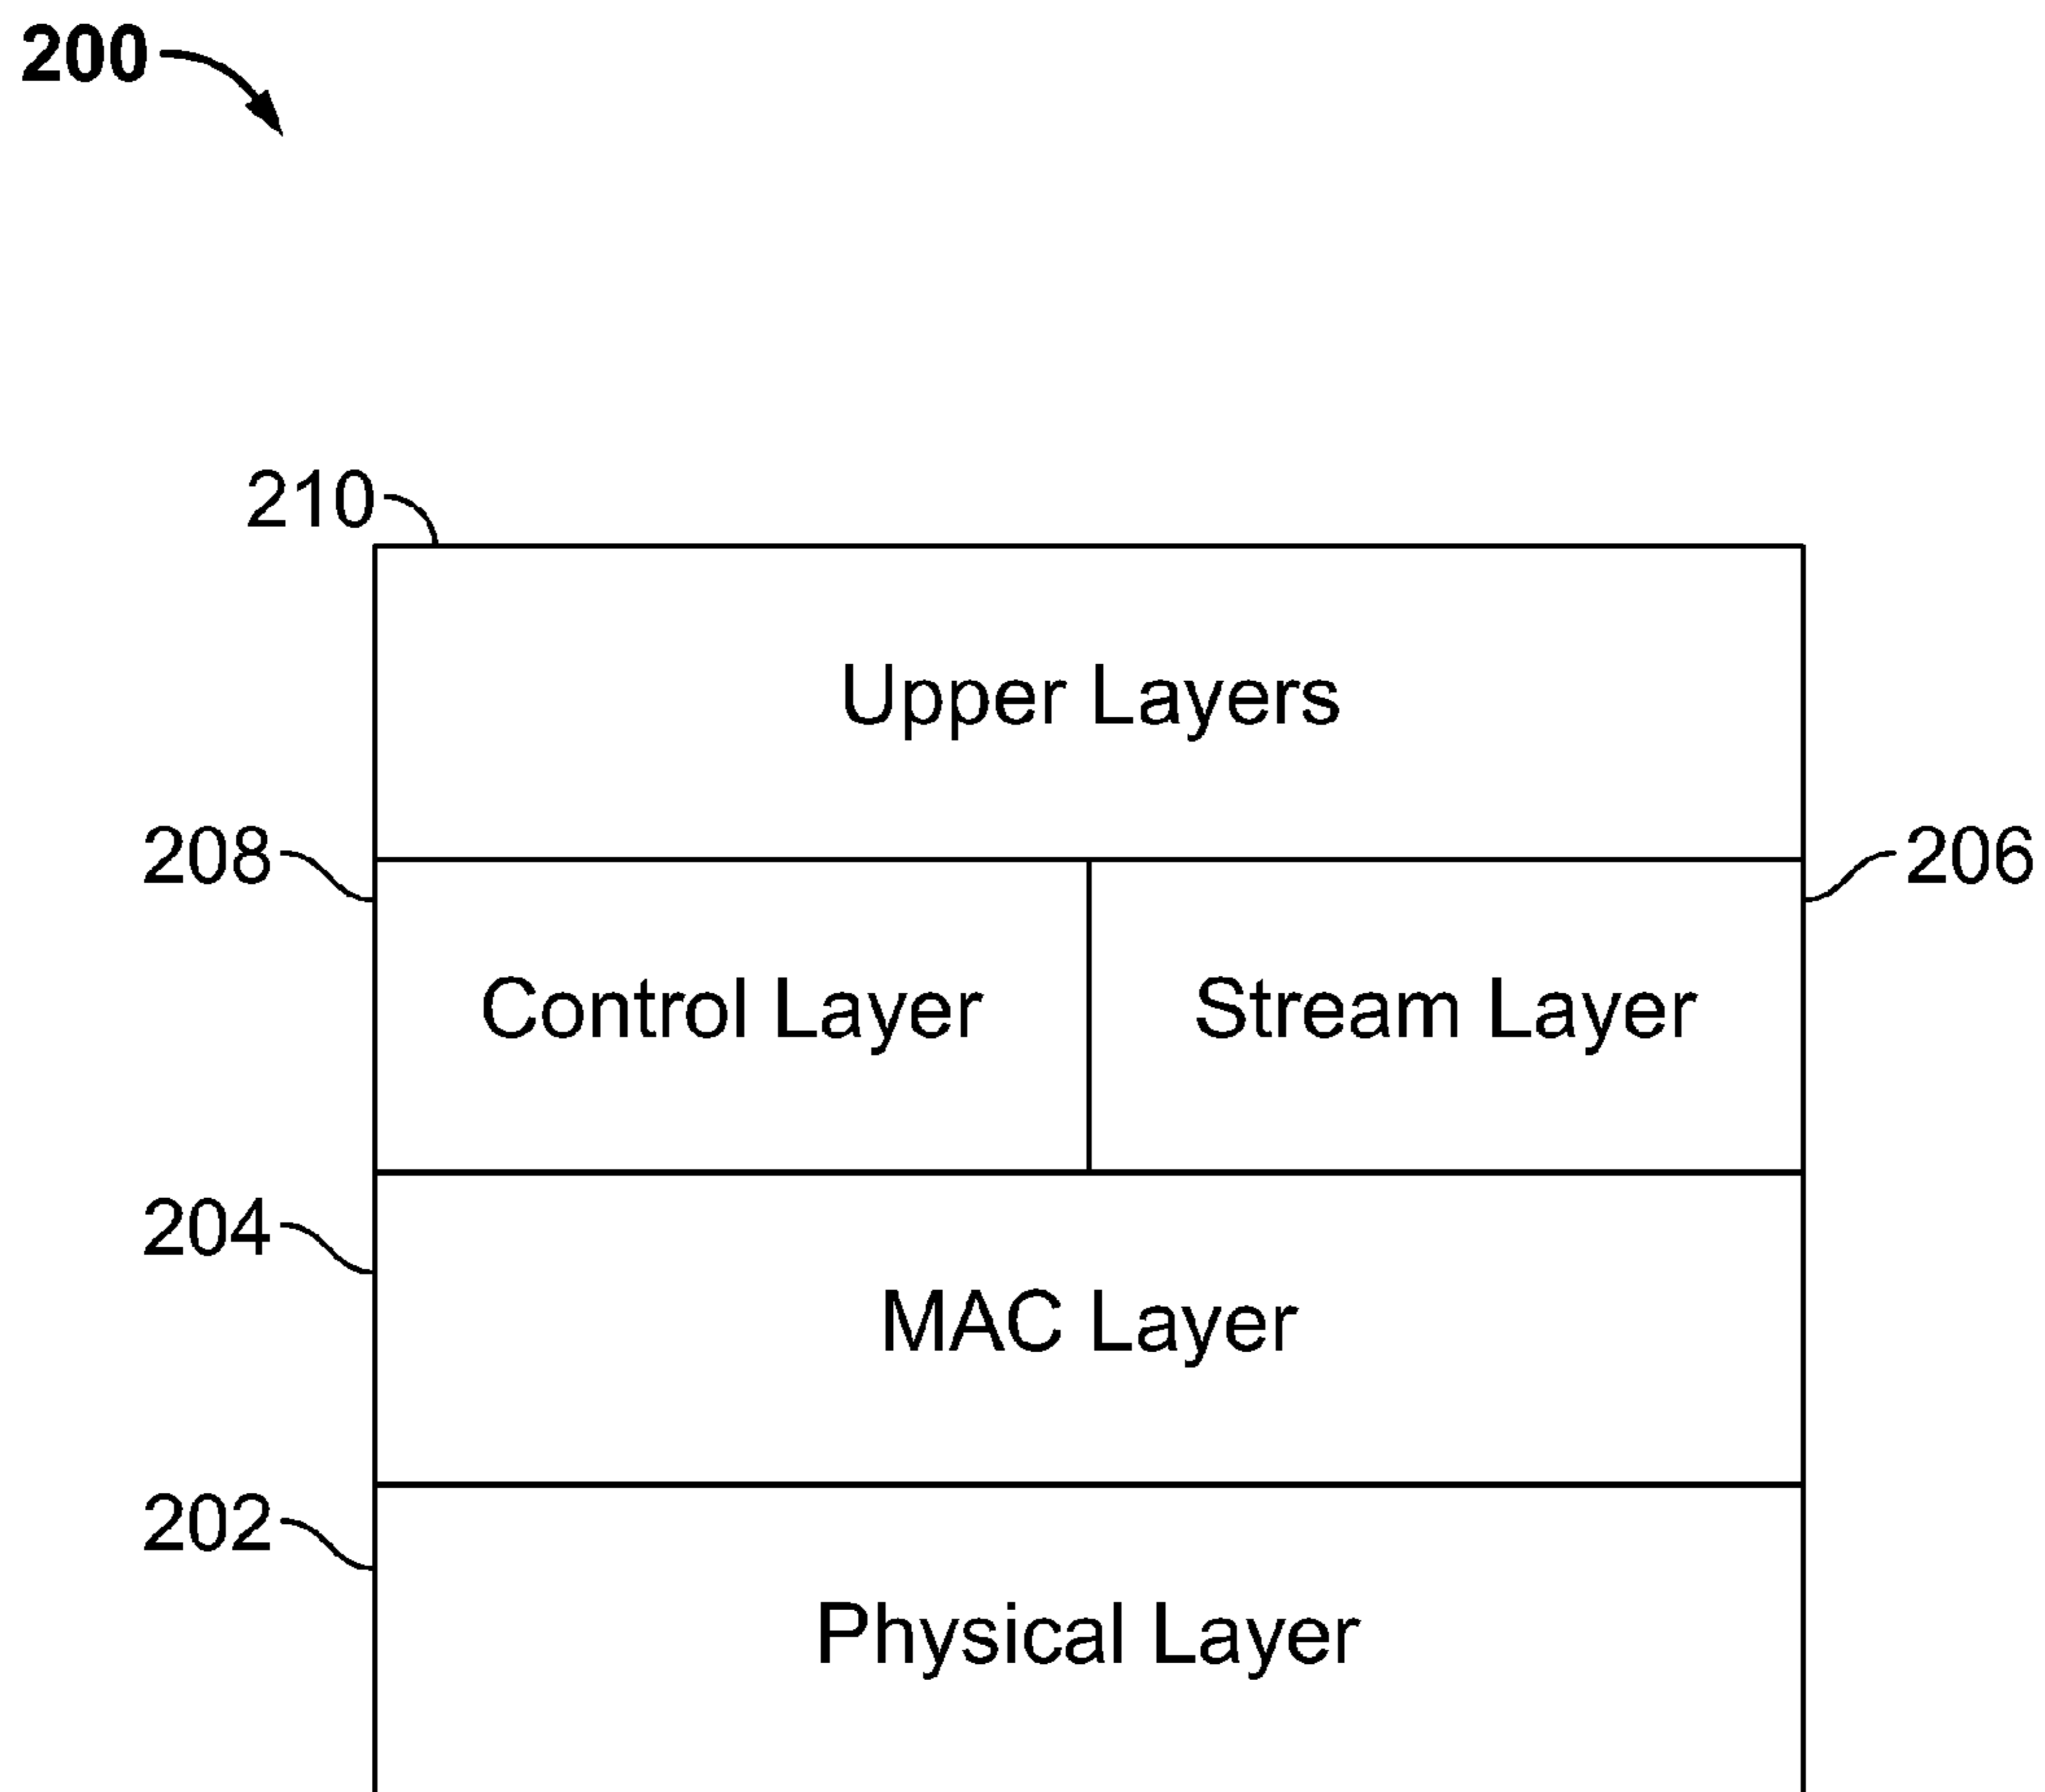 200
210
Upper Layers
208
206
Control Layer
Stream Layer
204
MAC Layer
202
Physical Layer